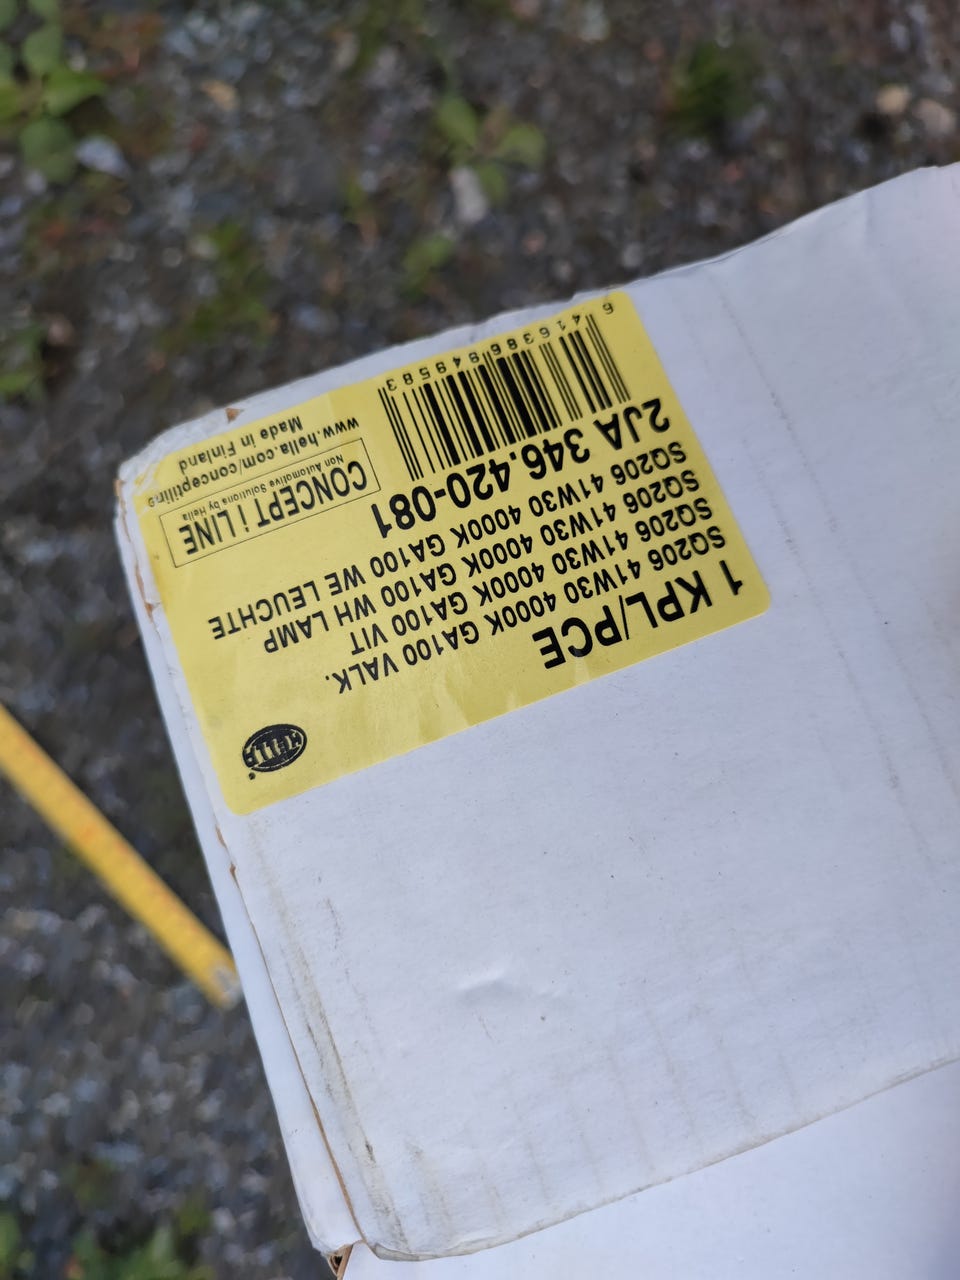 1 KPL/PCE
HELLA
SQ206 41W30 4000K GA100 VALK.
SQ206 41W30 4000K GA100 VIT
SQ206 41W30 4000K GA100 WH LAMP
SQ206 41W30 4000K GA100 WE LEUCHTE
2JA 346.420-081
CONCEPT i LINE
Non Automotive Solutions by Hella
www.hella.com/conceptiline
Made in Finland
6 416386 949583